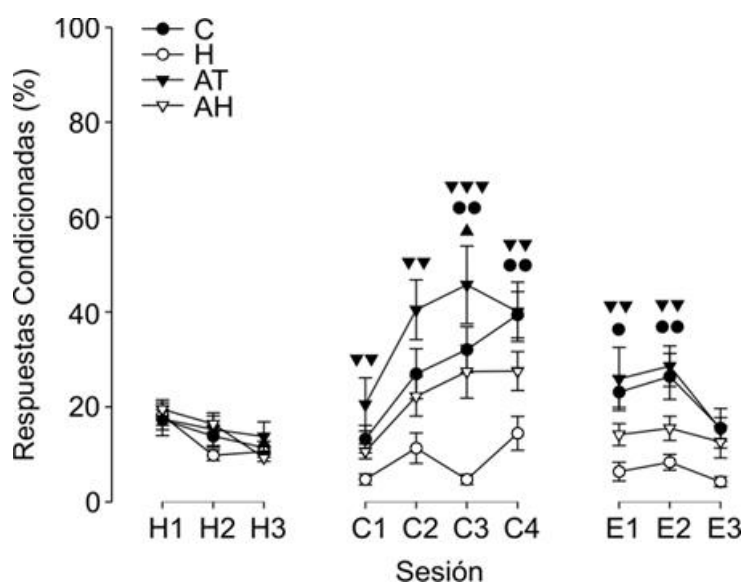 100
80
60
40
20
0
Respuestas Condicionadas (%)
C
H
AT
AH
H1 H2 H3 C1 C2 C3 C4 E1 E2 E3
Sesión